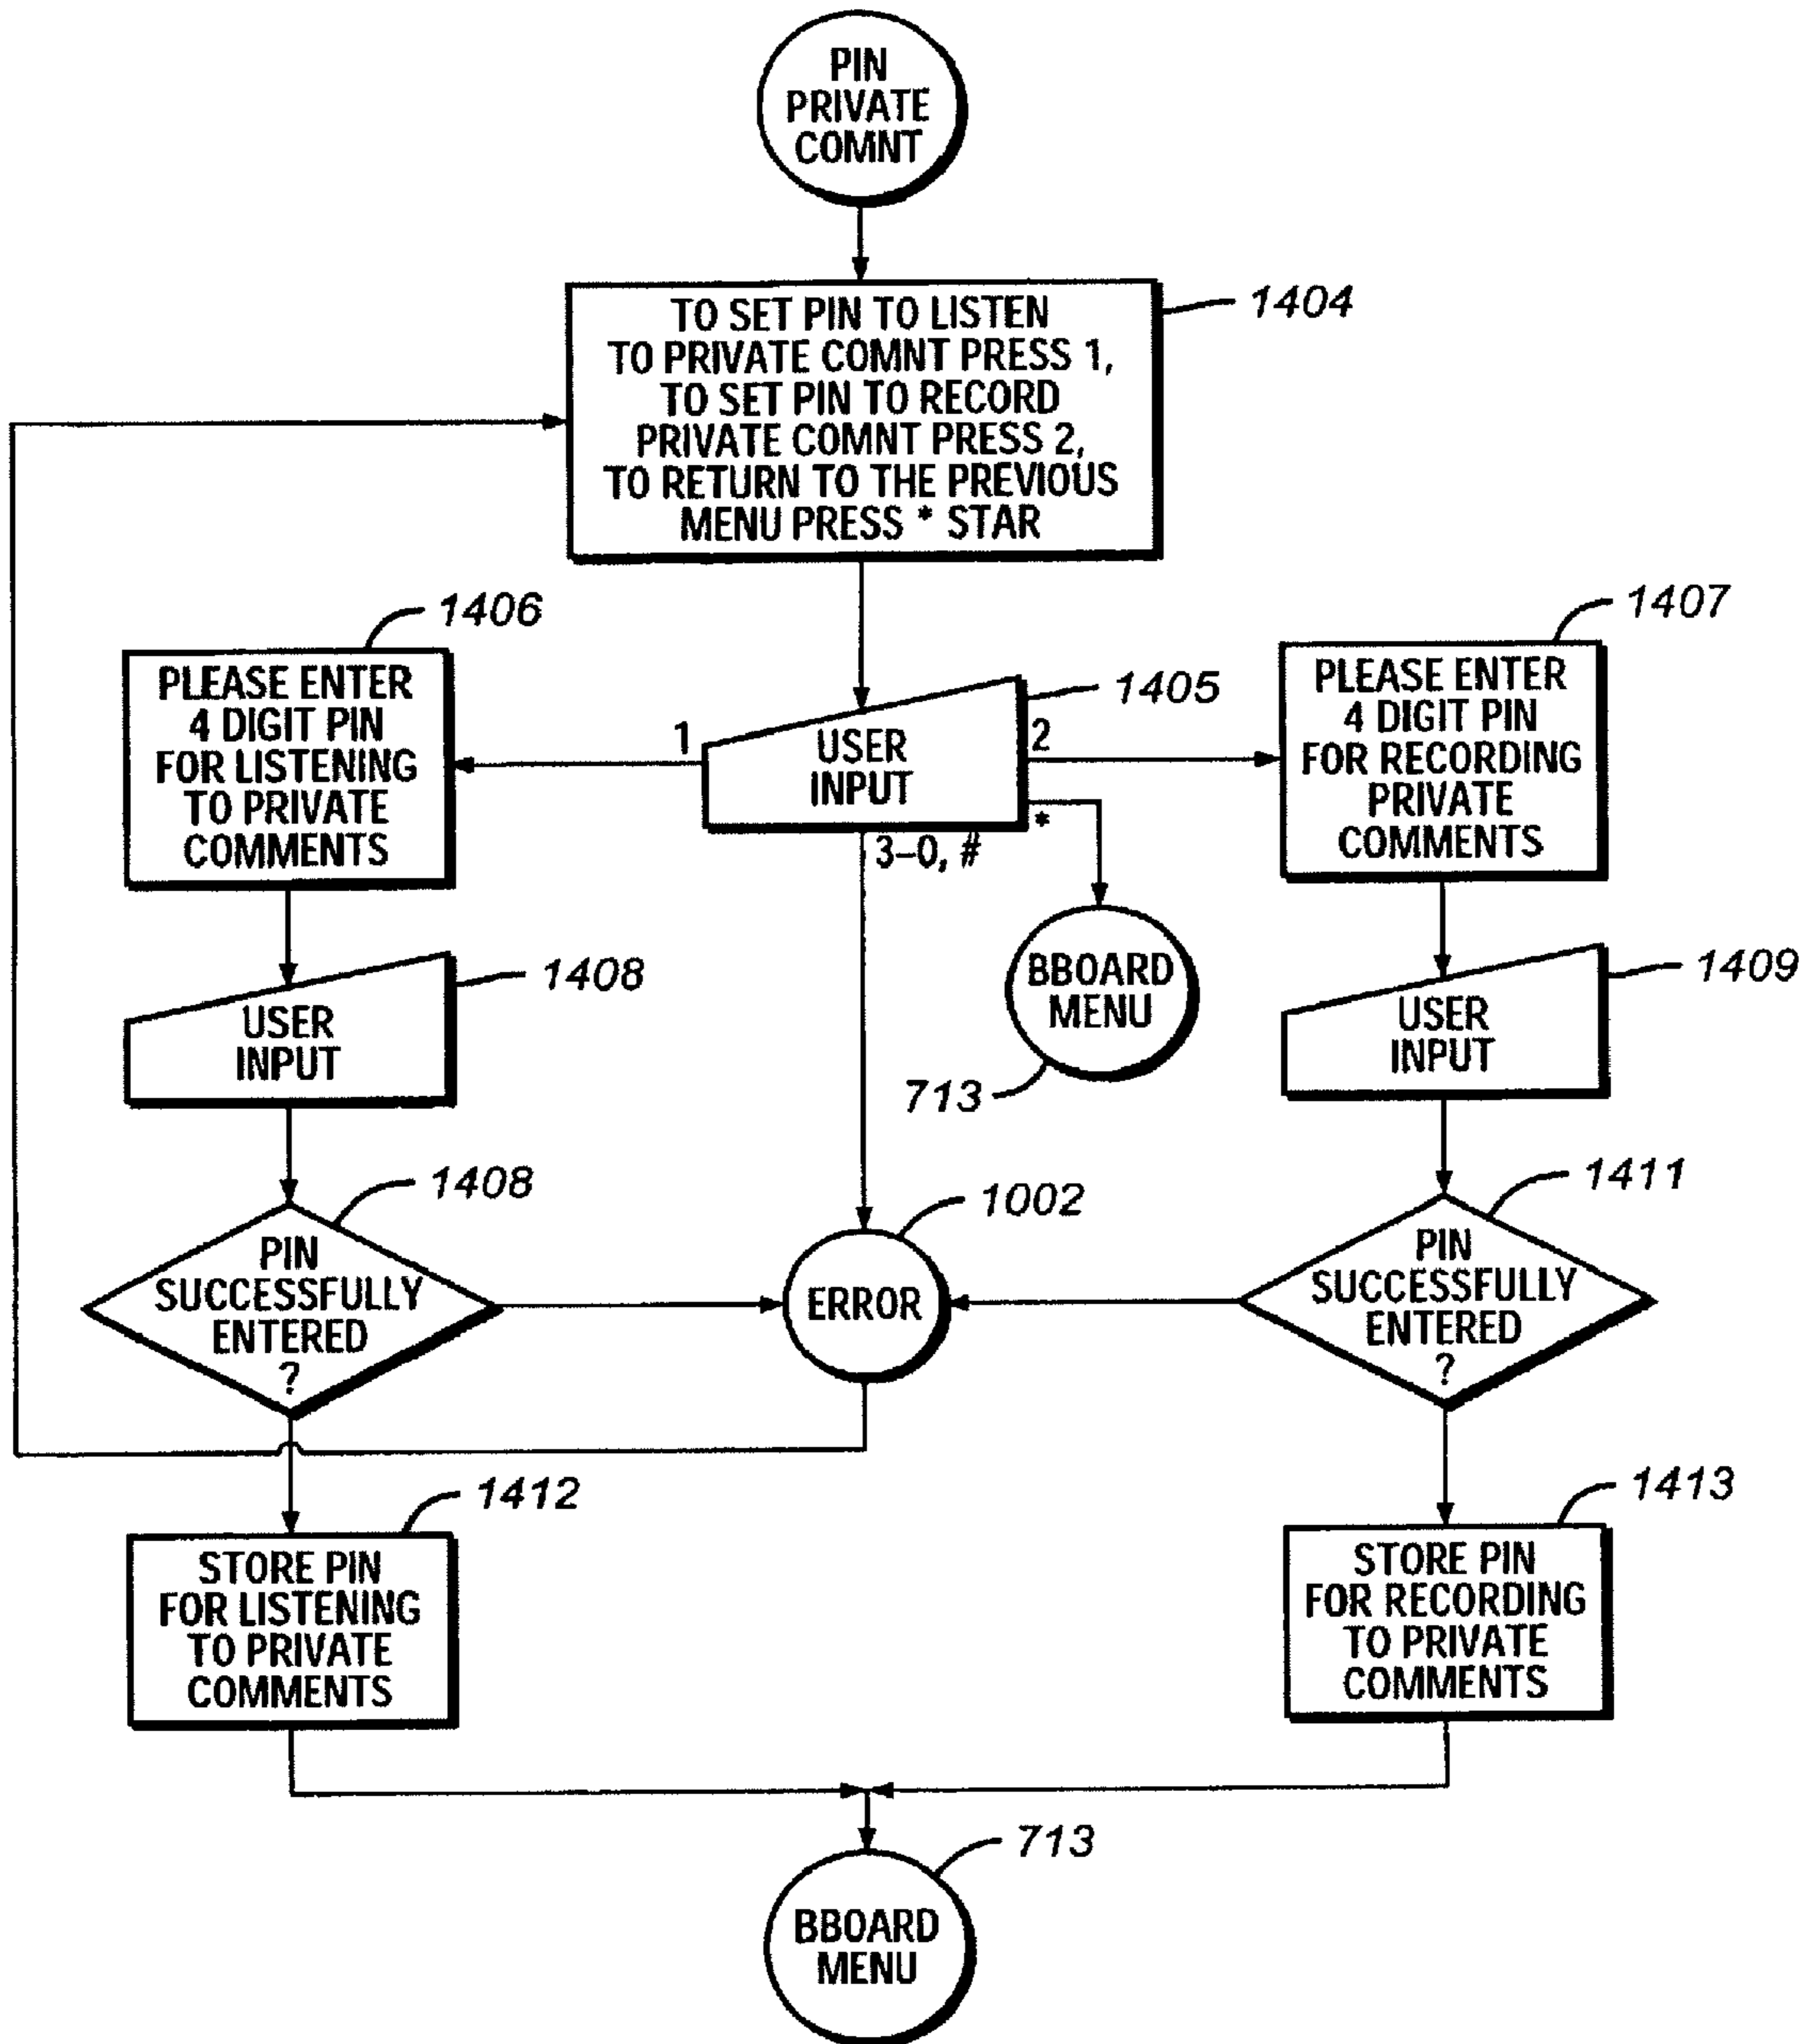 PIN
PRIVATE
COMNT
TO SET PIN TO LISTEN
TO PRIVATE COMNT PRESS 1,
TO SET PIN TO RECORD
PRIVATE COMNT PRESS 2,
TO RETURN TO THE PREVIOUS
MENU PRESS * STAR
1404
1406
PLEASE ENTER
4 DIGIT PIN
FOR LISTENING
TO PRIVATE
COMMENTS
1405
1
USER
INPUT
2
*
3–0, #
1407
PLEASE ENTER
4 DIGIT PIN
FOR RECORDING
PRIVATE
COMMENTS
1408
USER
INPUT
BBOARD
MENU
713
1409
USER
INPUT
1408
PIN
SUCCESSFULLY
ENTERED
?
1002
ERROR
1411
PIN
SUCCESSFULLY
ENTERED
?
1412
STORE PIN
FOR LISTENING
TO PRIVATE
COMMENTS
1413
STORE PIN
FOR RECORDING
TO PRIVATE
COMMENTS
713
BBOARD
MENU